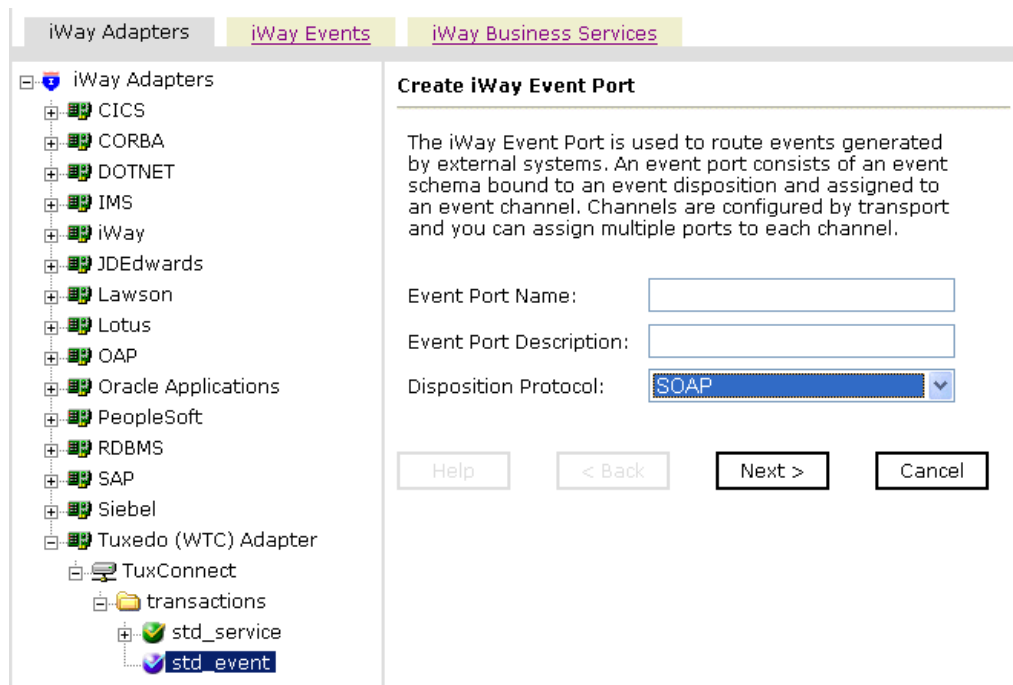 iWay Adapters
iWay Events
iWay Business Services
iWay Adapters
CICS
CORBA
DOTNET
IMS
iWay
JDEdwards
Lawson
Lotus
OAP
Oracle Applications
PeopleSoft
RDBMS
SAP
Siebel
Tuxedo (WTC) Adapter
TuxConnect
transactions
std_service
std_event
Create iWay Event Port
The iWay Event Port is used to route events generated
by external systems. An event port consists of an event
schema bound to an event disposition and assigned to
an event channel. Channels are configured by transport
and you can assign multiple ports to each channel.
Event Port Name:
Event Port Description:
Disposition Protocol:
SOAP
Help
< Back
Next >
Cancel